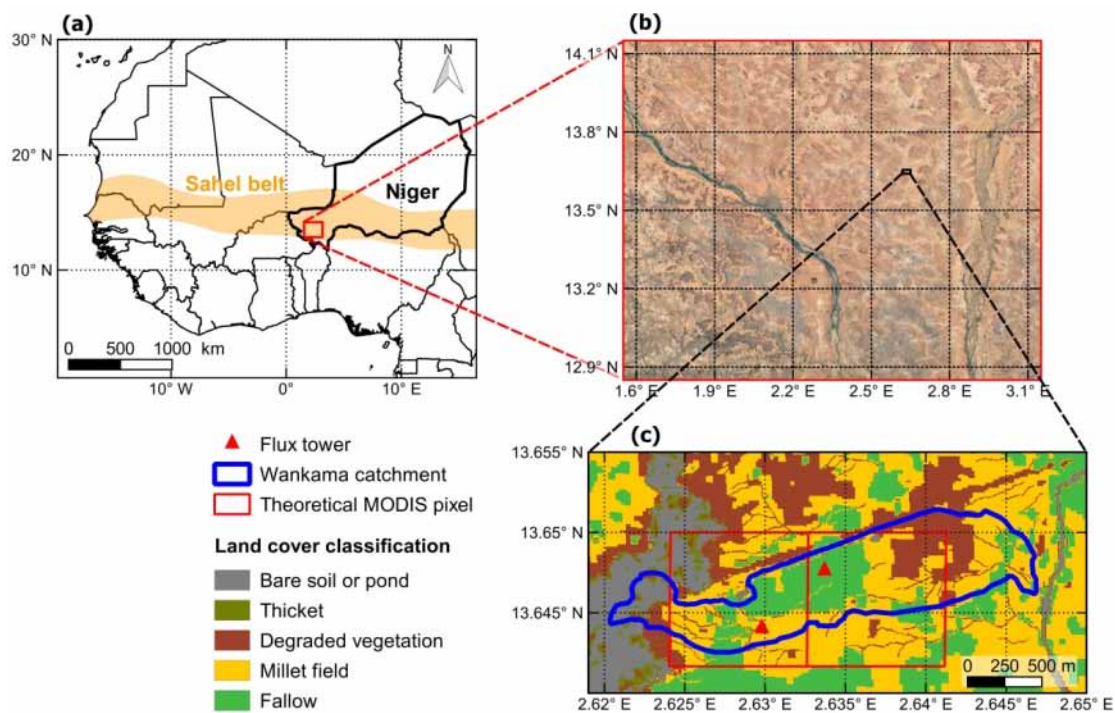 (a)
30° N
20° N
10° N
N
Sahel belt
Niger
0 500 1000 km
10° W 0° 10° E
(b)
14.1° N
13.8° N
13.5° N
13.2° N
12.9° N
1.6° E 1.9° E 2.2° E 2.5° E 2.8° E 3.1° E
Flux tower
Wankama catchment
Theoretical MODIS pixel
Land cover classification
Bare soil or pond
Thicket
Degraded vegetation
Millet field
Fallow
(c)
13.655° N
13.65° N
13.645° N
0 250 500 m
2.62° E 2.625° E 2.63° E 2.635° E 2.64° E 2.645° E 2.65° E